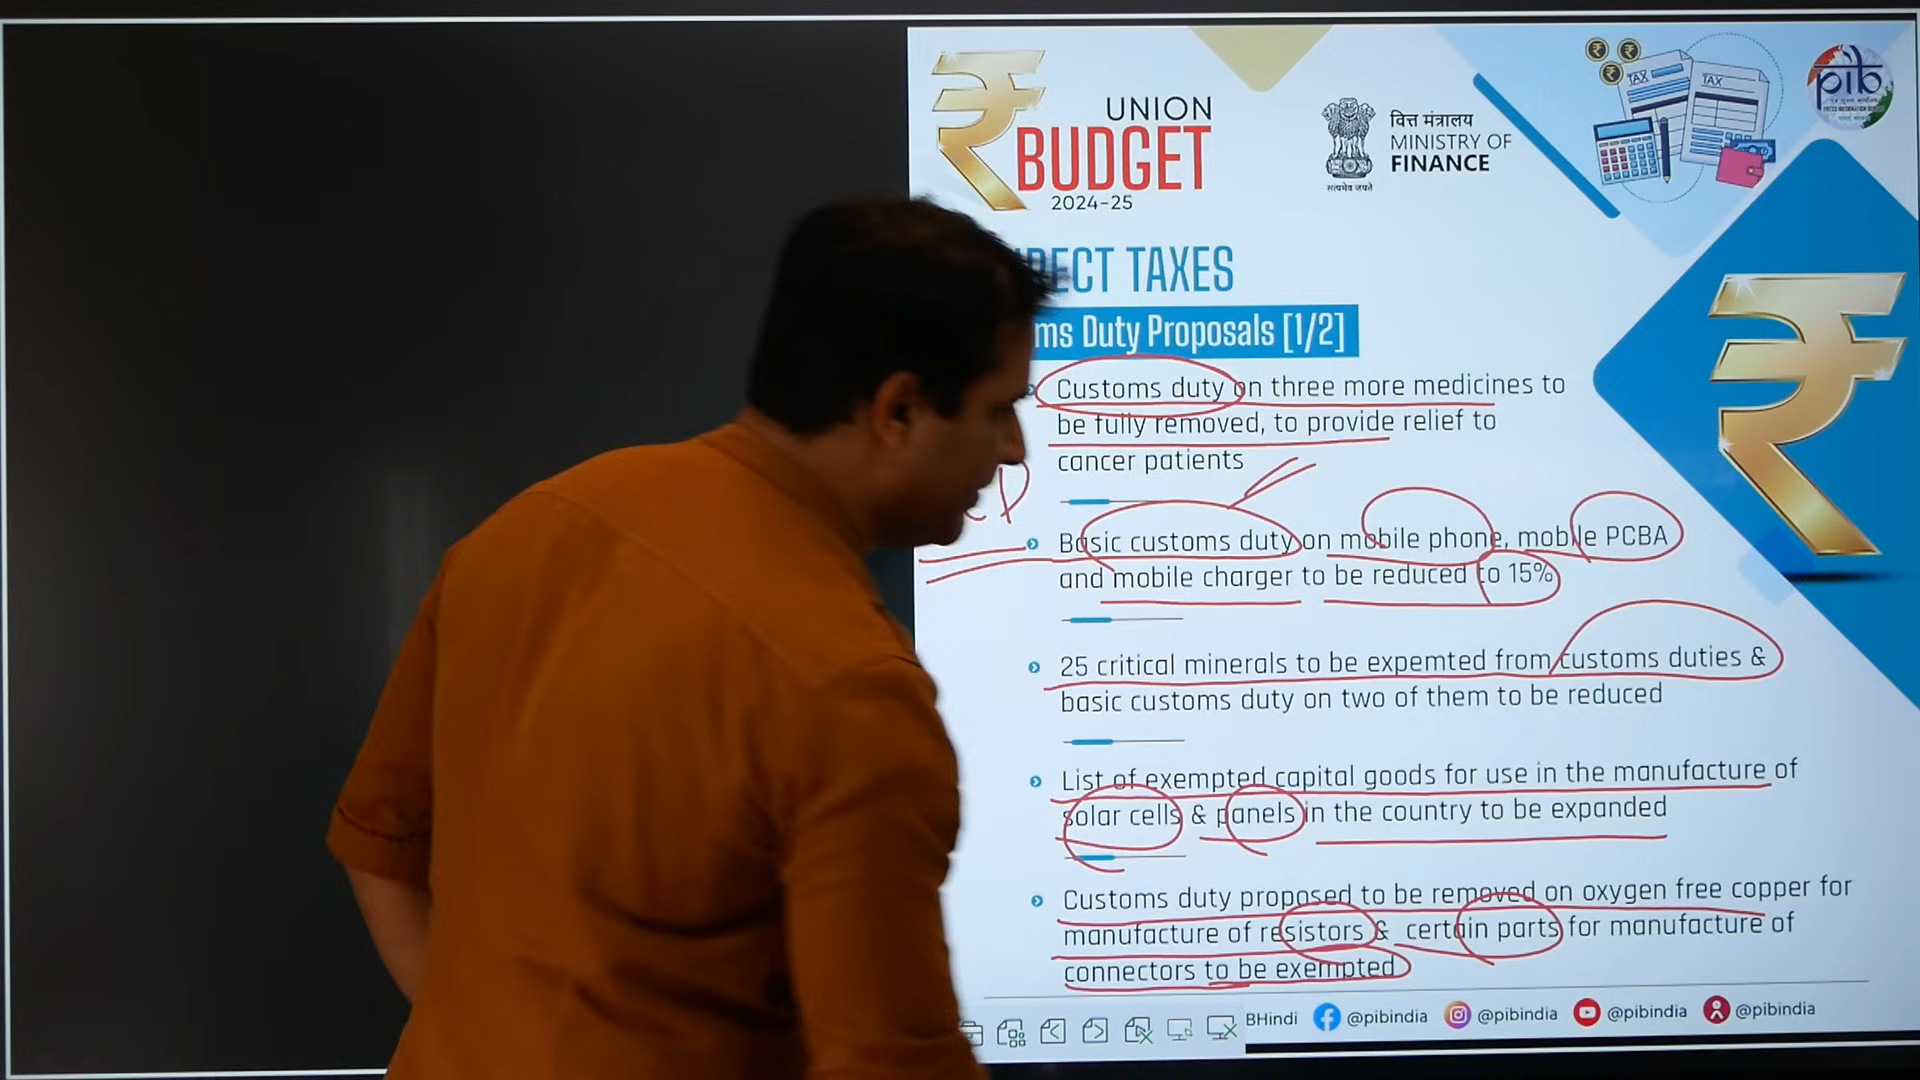 UNION
BUDGET
2024-25
वित्त मंत्रालय
MINISTRY OF
FINANCE
सत्यमेव जयते
TAX
TAX
pib
RECT TAXES
ms Duty Proposals [1/2]
Customs duty on three more medicines to
be fully removed, to provide relief to
cancer patients
Basic customs duty on mobile phone, mobile PCBA
and mobile charger to be reduced to 15%
25 critical minerals to be expemted from customs duties &
basic customs duty on two of them to be reduced
List of exempted capital goods for use in the manufacture of
solar cells & panels in the country to be expanded
Customs duty proposed to be removed on oxygen free copper for
manufacture of resistors & certain parts for manufacture of
connectors to be exempted
BHindi @pibindia @pibindia @pibindia @pibindia